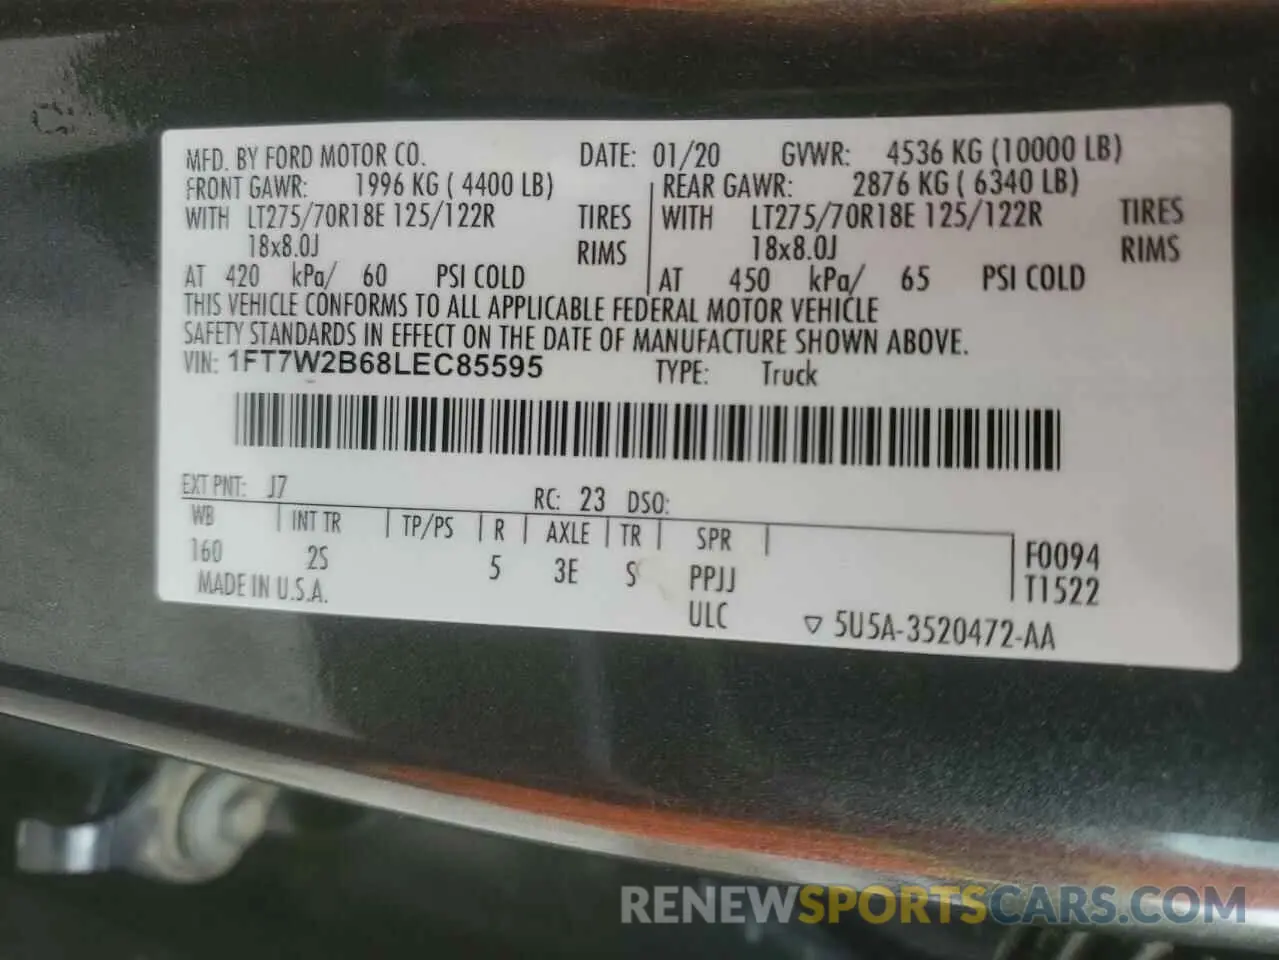 MFD. BY FORD MOTOR CO. DATE: 01/20 GVWR: 4536 KG (10000 LB)
FRONT GAWR: 1996 KG ( 4400 LB) REAR GAWR: 2876 KG ( 6340 LB)
WITH LT275/70R18E 125/122R TIRES WITH LT275/70R18E 125/122R TIRES
18x8.0J RIMS 18x8.0J RIMS
AT 420 kPa/ 60 PSI COLD AT 450 kPa/ 65 PSI COLD
THIS VEHICLE CONFORMS TO ALL APPLICABLE FEDERAL MOTOR VEHICLE
SAFETY STANDARDS IN EFFECT ON THE DATE OF MANUFACTURE SHOWN ABOVE.
VIN: 1FT7W2B68LEC85595 TYPE: Truck
EXT PNT: J7 RC: 23 DSO:
WB INT TR TP/PS R AXLE TR SPR
160 2S 5 3E S PPJJ F0094
MADE IN U.S.A. ULC T1522
5U5A-3520472-AA
RENEWSPORTSCARS.COM